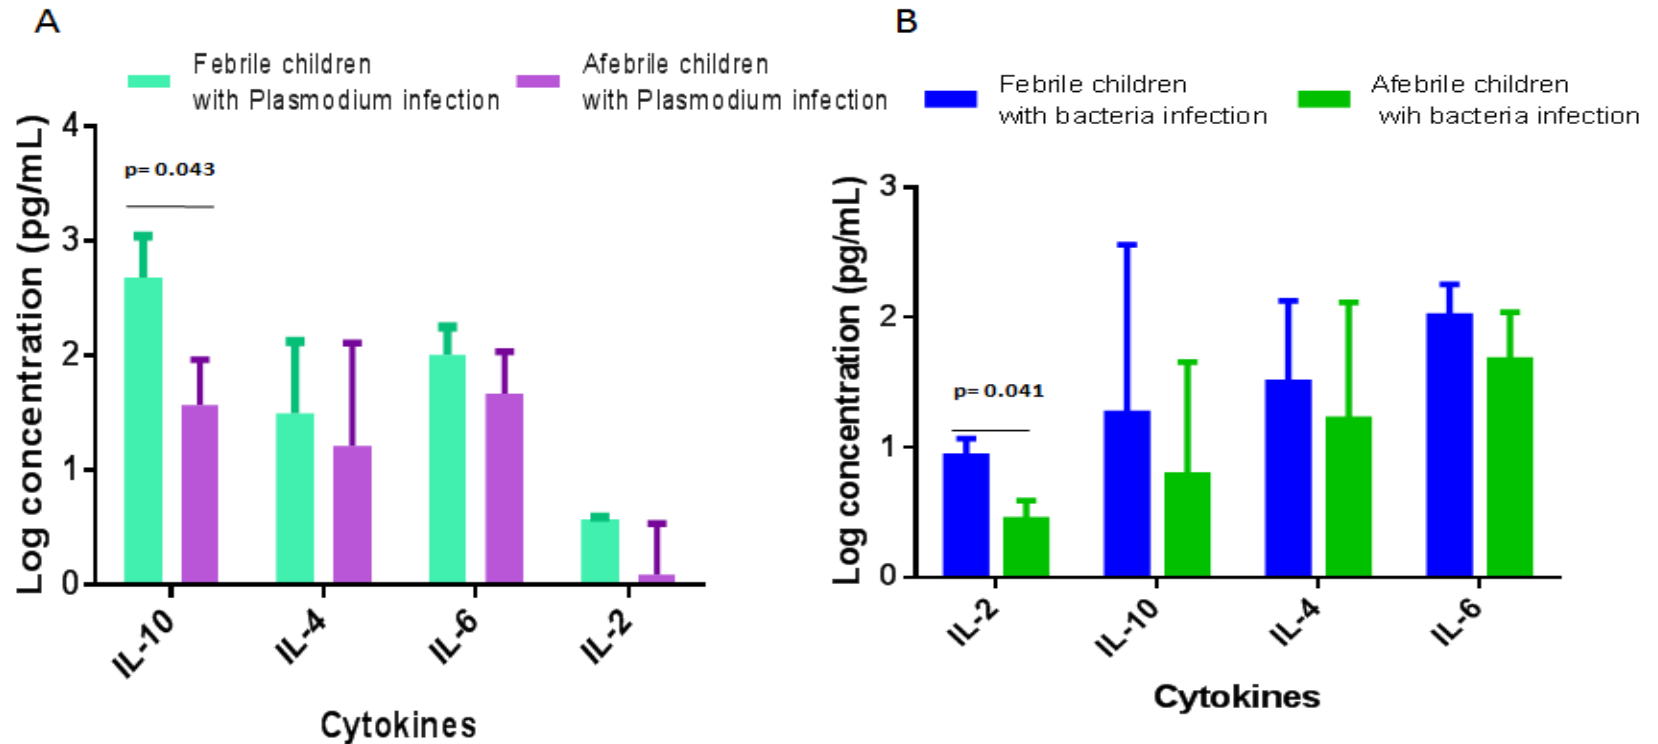 A
Febrile children
with Plasmodium infection
Afebrile children
with Plasmodium infection
Log concentration (pg/mL)
4
3
2
1
0
p= 0.043
IL-10
IL-4
IL-6
IL-2
Cytokines
B
Febrile children
with bacteria infection
Afebrile children
wih bacteria infection
Log concentration (pg/mL)
3
2
1
0
p= 0.041
IL-2
IL-10
IL-4
IL-6
Cytokines